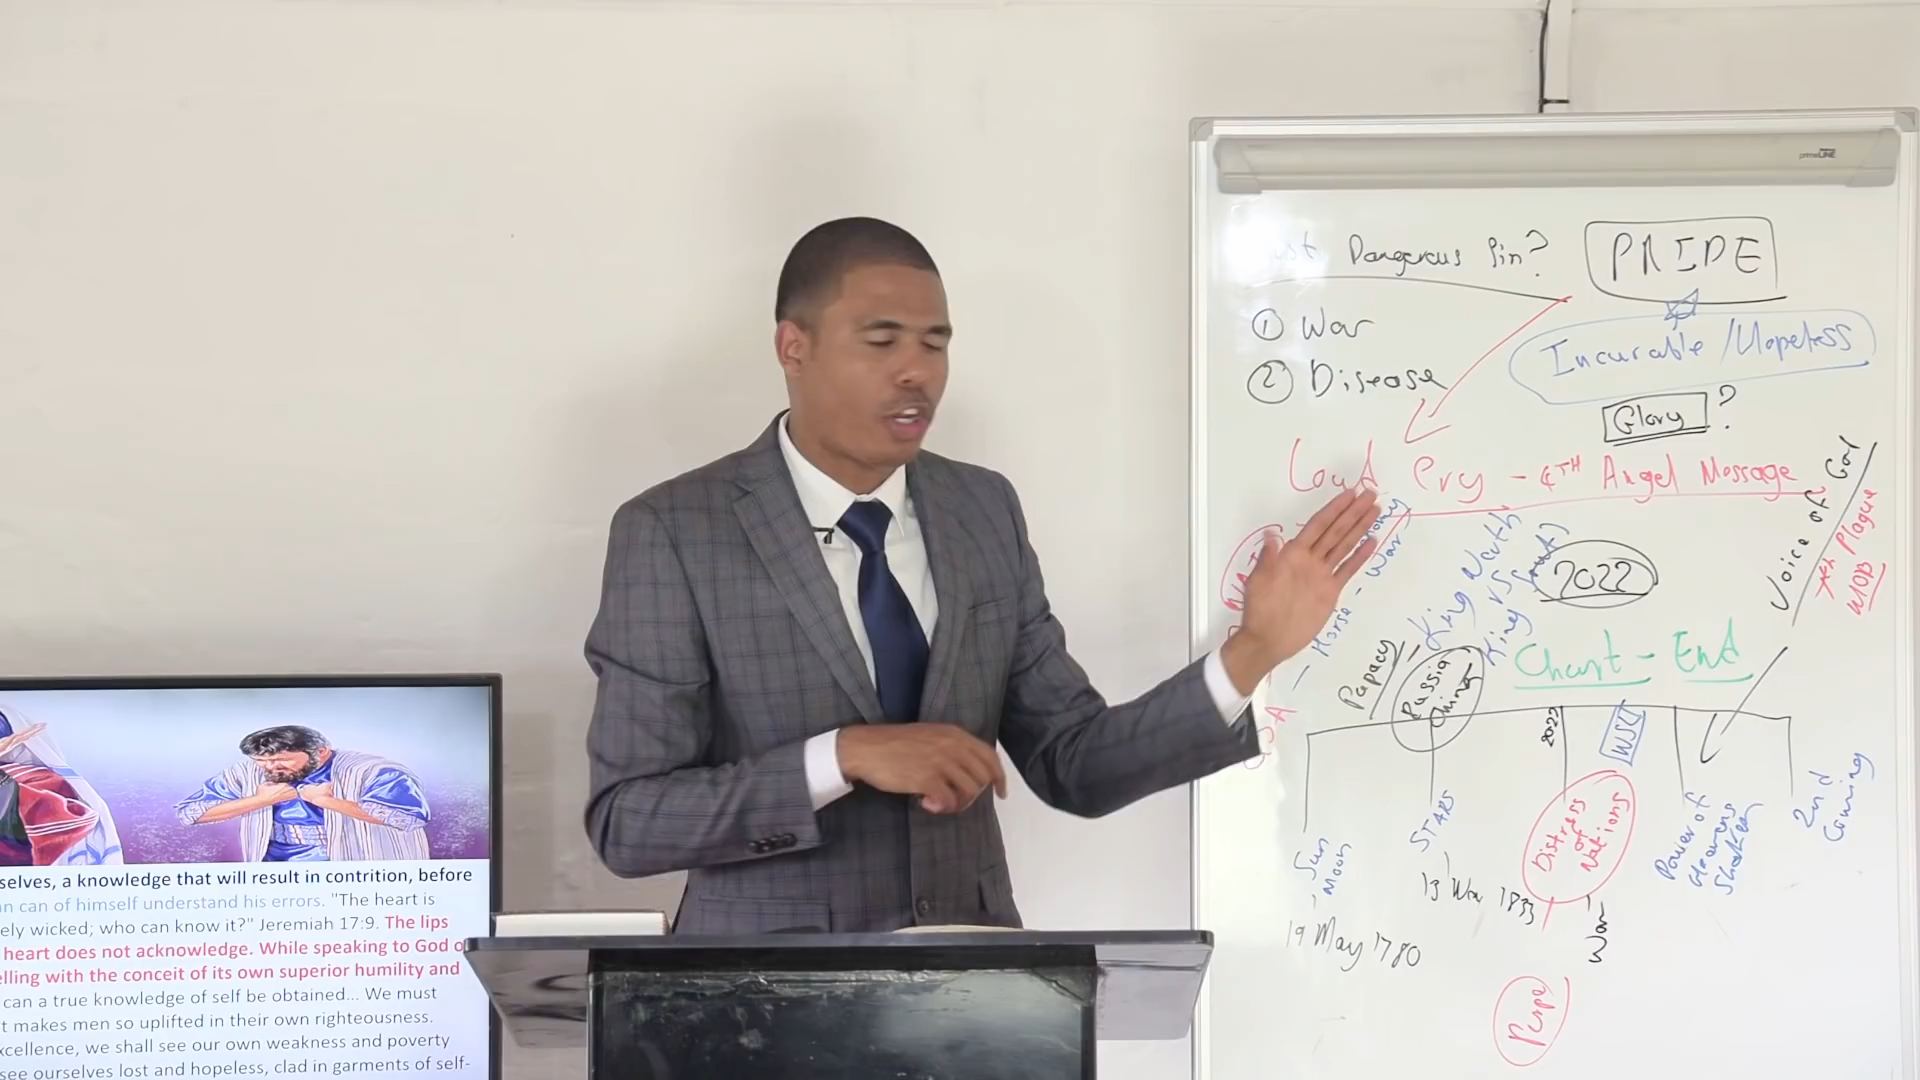 primeLINE
Dangerous Sin?
PRIDE
① War
② Disease
Incurable / Hopeless
Glory ?
Loud Cry - 4TH Angel Message
Voice of God
7th Plague
Horse - War
King North
vs
King South
2022
Papacy -
Russia
China
Chart - End
2022
WSL
Sun
Moon
19 May 1780
STARS
13 Nov 1833
Distress
of
Nations
War
Power of
Heavens
Shaken
2nd
Coming
selves, a knowledge that will result in contrition, before
n can of himself understand his errors. "The heart is
ely wicked; who can know it?" Jeremiah 17:9. The lips
heart does not acknowledge. While speaking to God o
elling with the conceit of its own superior humility and
can a true knowledge of self be obtained... We must
t makes men so uplifted in their own righteousness.
xcellence, we shall see our own weakness and poverty
see ourselves lost and hopeless, clad in garments of self-